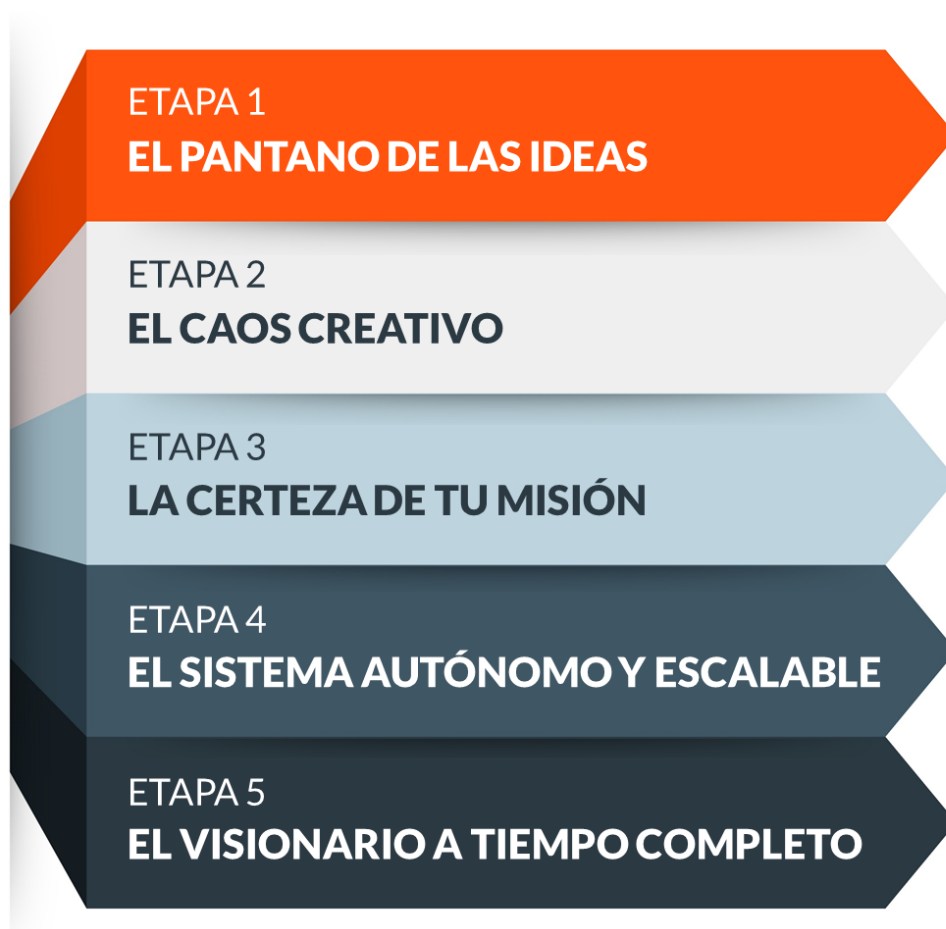 ETAPA 1
EL PANTANO DE LAS IDEAS
ETAPA 2
EL CAOS CREATIVO
ETAPA 3
LA CERTEZA DE TU MISIÓN
ETAPA 4
EL SISTEMA AUTÓNOMO Y ESCALABLE
ETAPA 5
EL VISIONARIO A TIEMPO COMPLETO